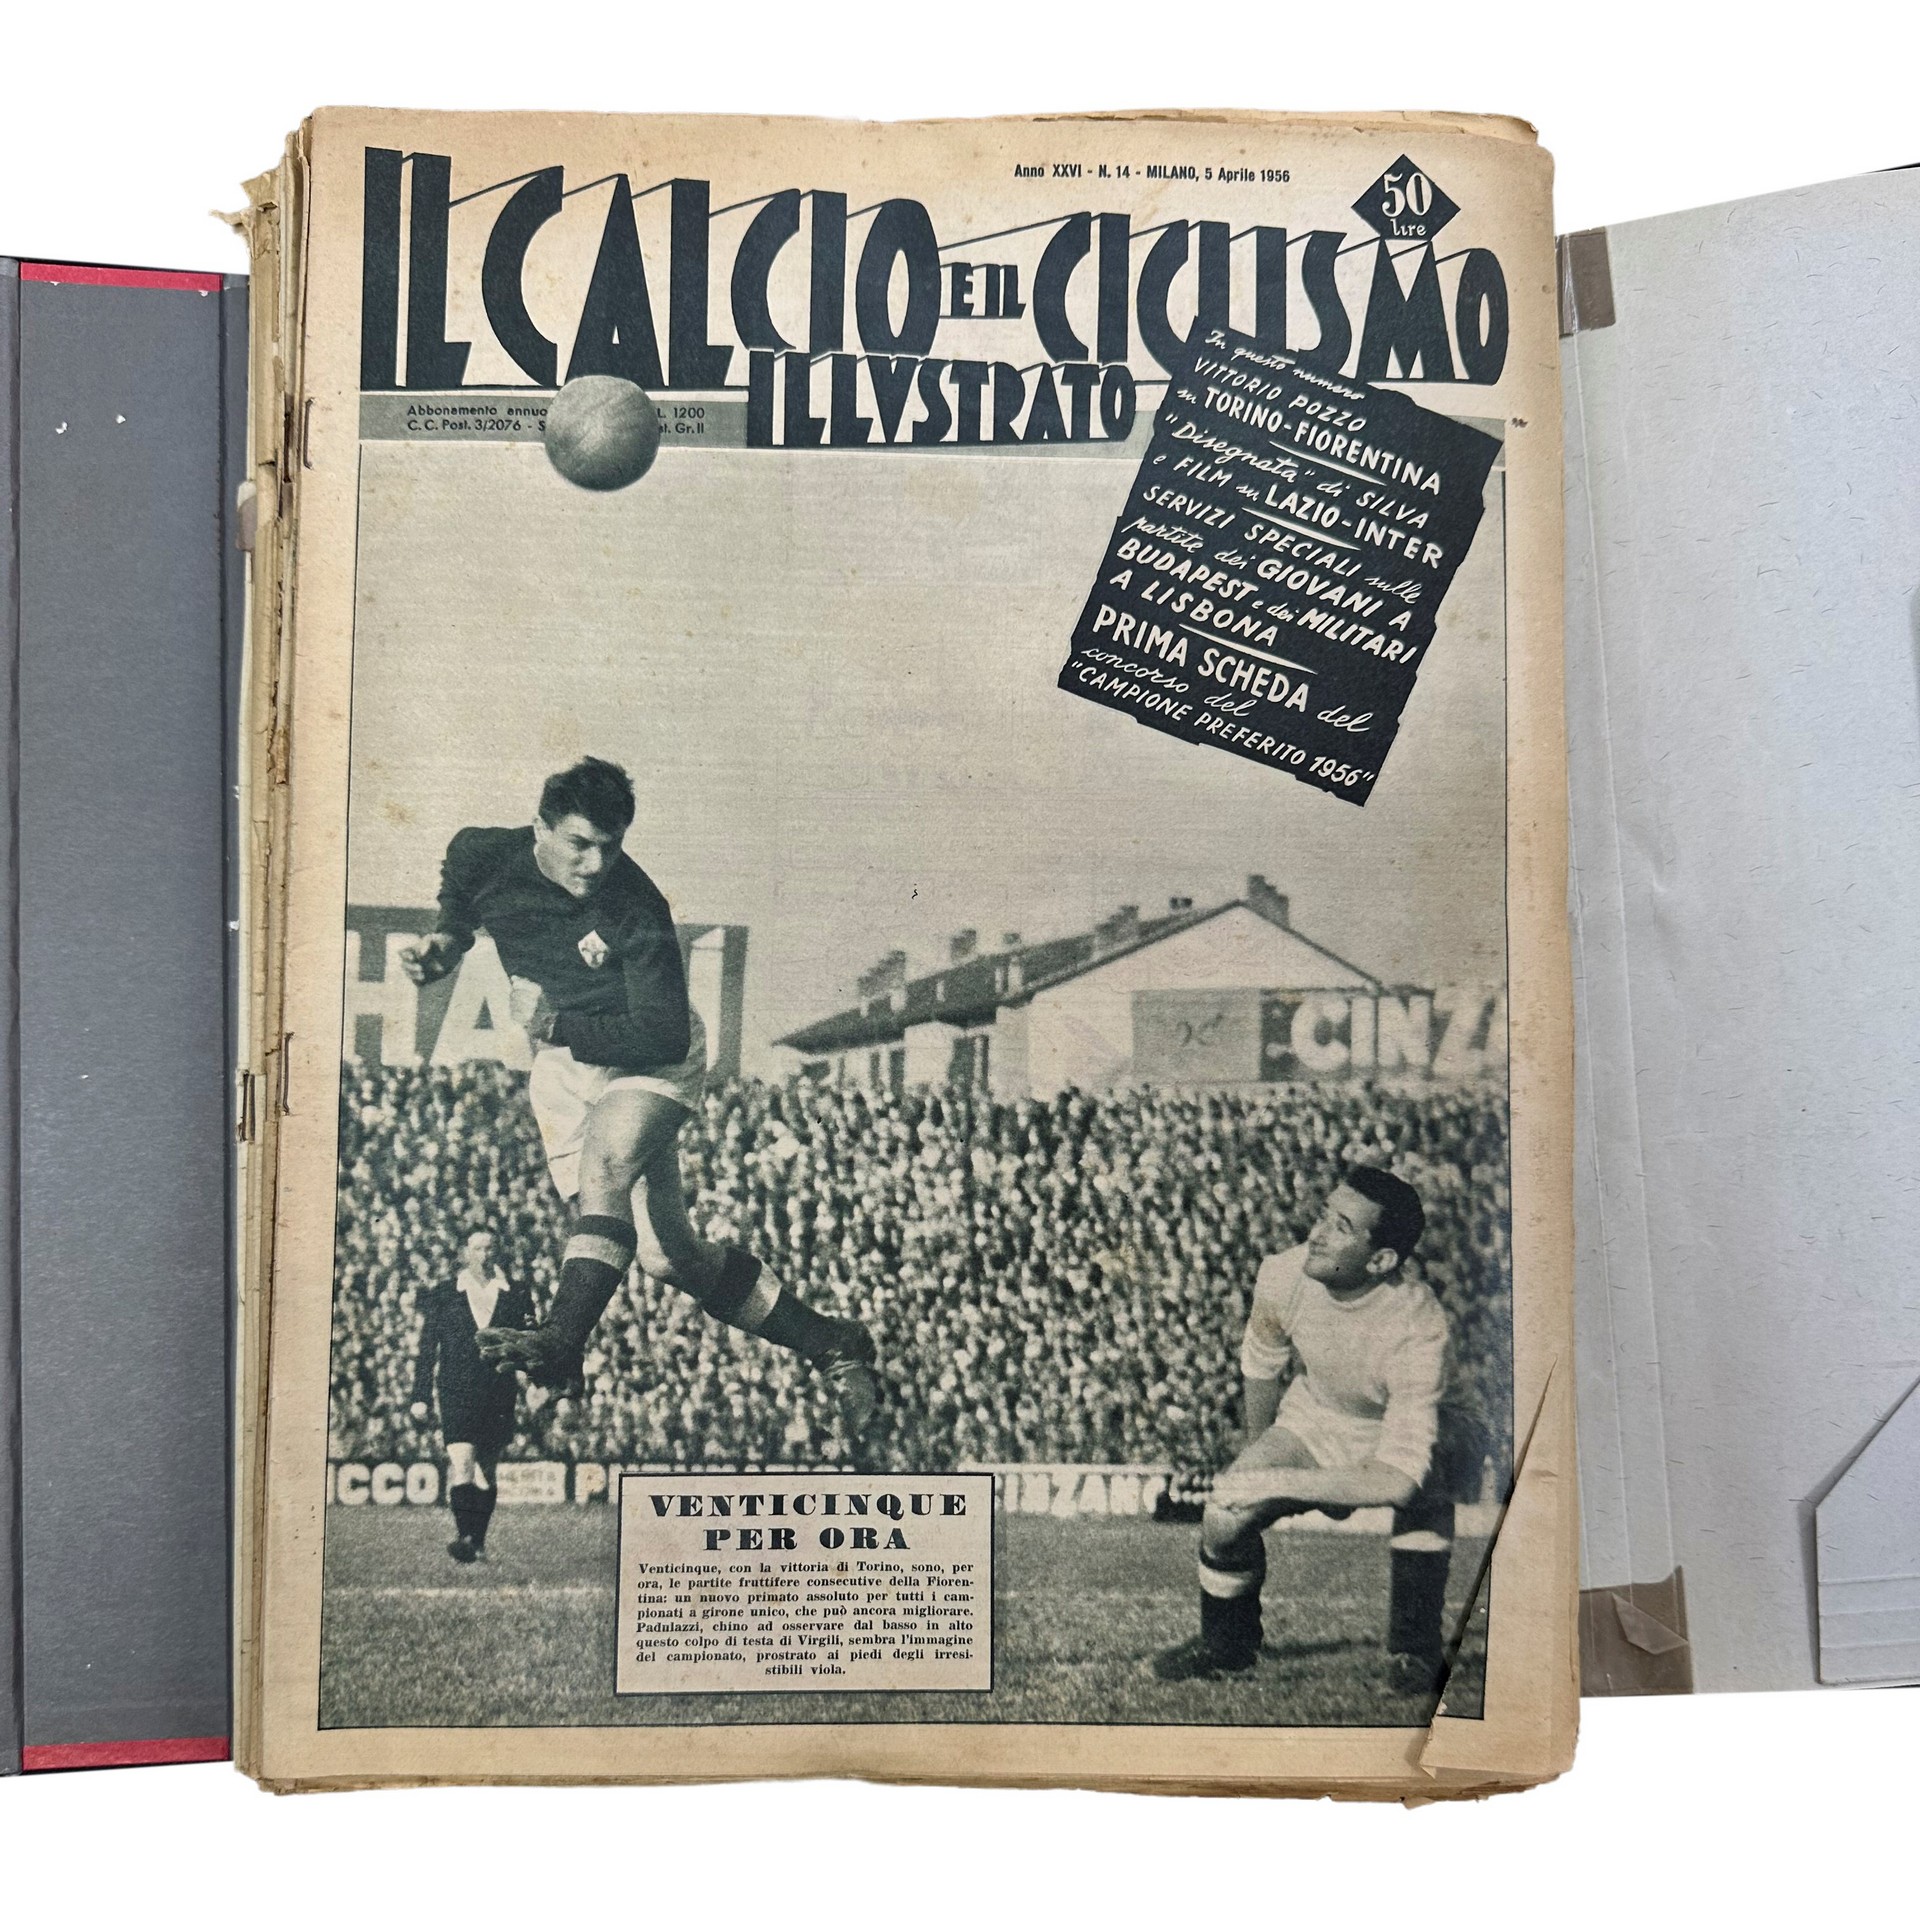 Anno XXVI - N. 14 - MILANO, 5 Aprile 1956
50
lire
IL CALCIO E IL CICLISMO
ILLVSTRATO
Abbonamento annuo L. 1200
C. C. Post. 3/2076 - Gr. II
In questo numero
VITTORIO POZZO
su TORINO-FIORENTINA
"Disegnata" di SILVA
e FILM su LAZIO-INTER
SERVIZI SPECIALI sulle
partite dei GIOVANI A
BUDAPEST e dei MILITARI
A LISBONA
PRIMA SCHEDA del
concorso del
"CAMPIONE PREFERITO 1956"
CINZ
ICCO
CINZANO
VENTICINQUE
PER ORA
Venticinque, con la vittoria di Torino, sono, per
ora, le partite fruttifere consecutive della Fioren-
tina: un nuovo primato assoluto per tutti i cam-
pionati a girone unico, che può ancora migliorare.
Padulazzi, chino ad osservare dal basso in alto
questo colpo di testa di Virgili, sembra l'immagine
del campionato, prostrato ai piedi degli irresi-
stibili viola.